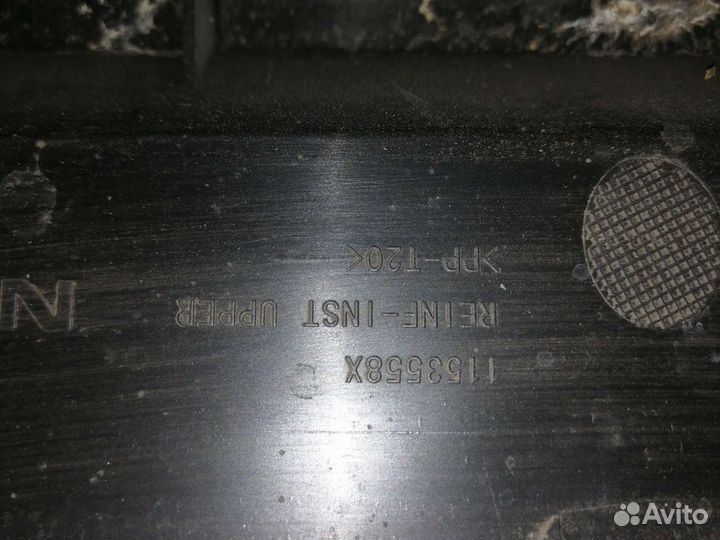 1153558X
REINF-INST UPPER
>PP-T20<
Avito